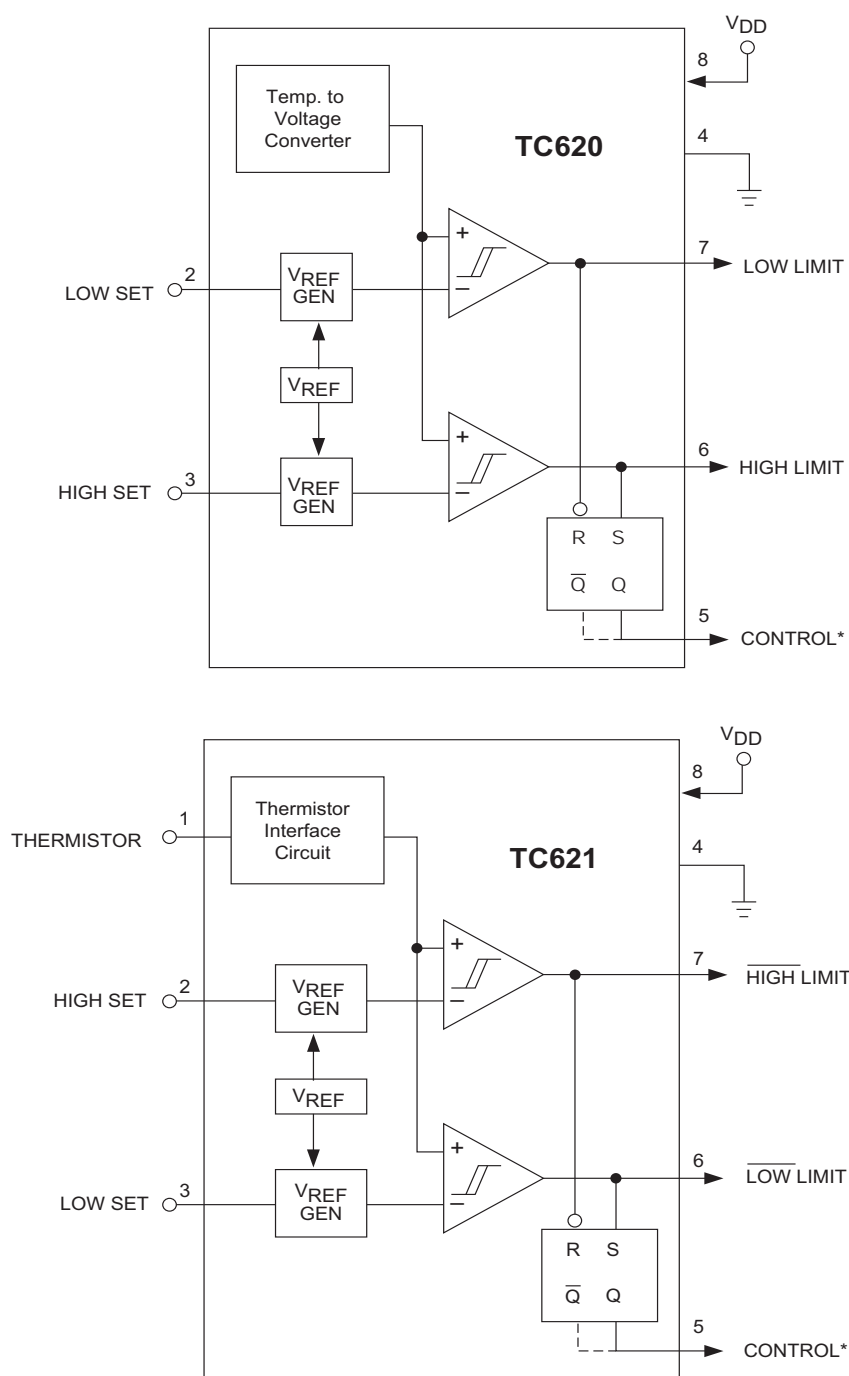 VDD
8
Temp. to
Voltage
Converter
TC620
4
+
7
LOW LIMIT
2
LOW SET
VREF
GEN
−
VREF
+
6
HIGH LIMIT
3
HIGH SET
VREF
GEN
−
R S
Q̅ Q
5
CONTROL*
VDD
8
1
THERMISTOR
Thermistor
Interface
Circuit
TC621
4
+
7
H̅I̅G̅H̅ LIMIT
2
HIGH SET
VREF
GEN
−
VREF
+
6
L̅O̅W̅ LIMIT
3
LOW SET
VREF
GEN
−
R S
Q̅ Q
5
CONTROL*